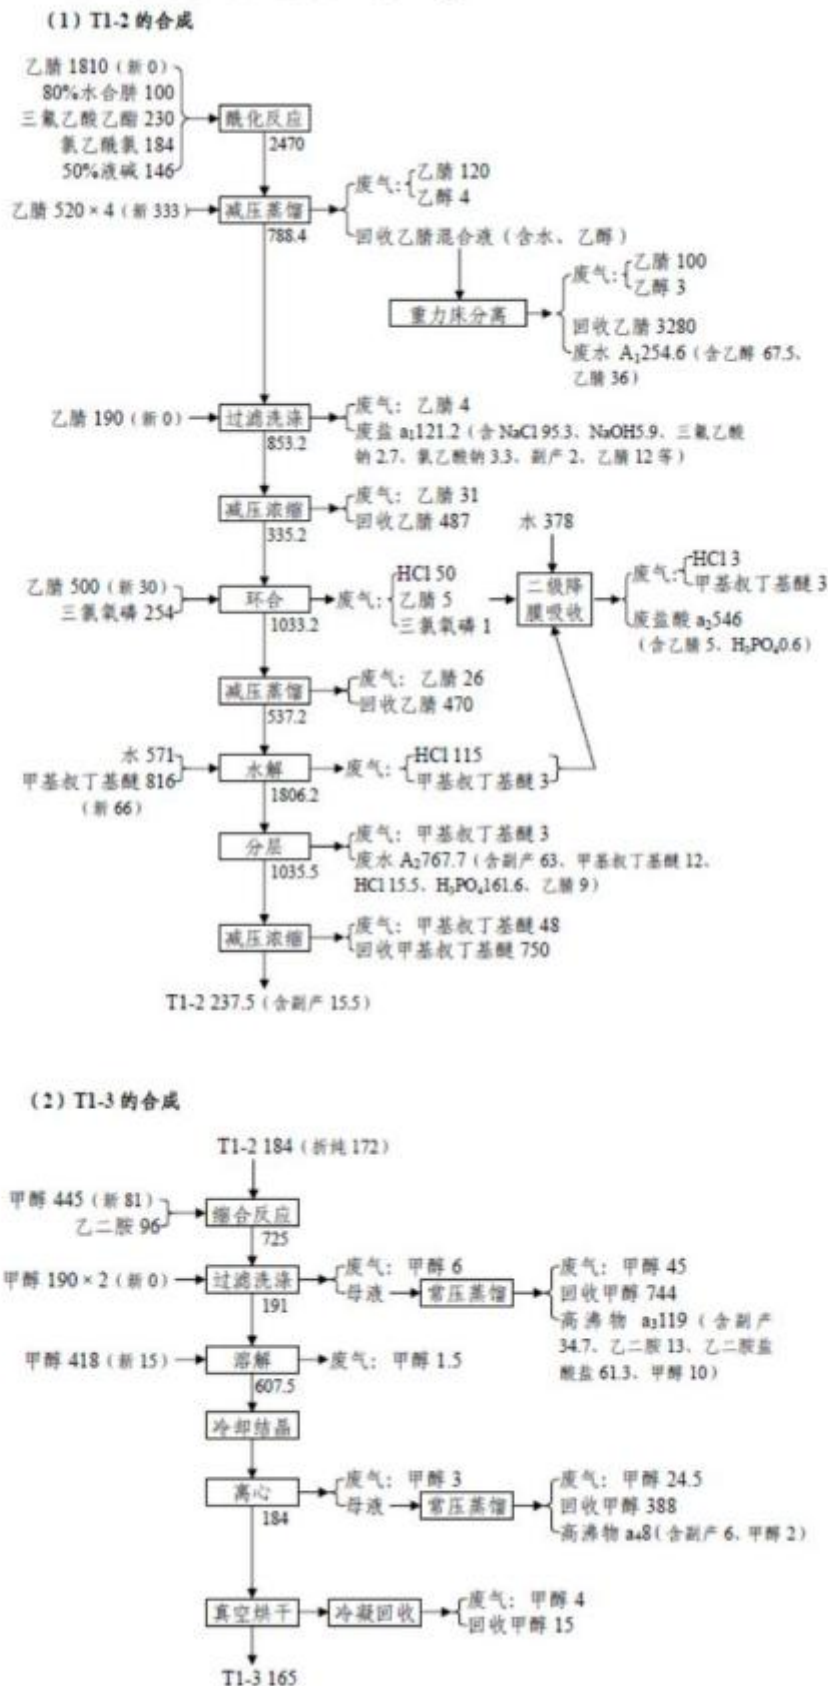 （1）T1-2 的合成
乙腈 1810（新 0）
80%水合肼 100
三氟乙酸乙酯 230
氯乙酰氯 184
50%液碱 146
酰化反应
2470
乙腈 520×4（新 333）
减压蒸馏
788.4
废气：
乙腈 120
乙醇 4
回收乙腈混合液（含水、乙醇）
重力床分离
废气：
乙腈 100
乙醇 3
回收乙腈 3280
废水 A₁254.6（含乙醇 67.5、
乙腈 36）
乙腈 190（新 0）
过滤洗涤
853.2
废气：乙腈 4
废盐 a₁121.2（含 NaCl 95.3、NaOH5.9、三氟乙酸
钠 2.7、氯乙酸钠 3.3、副产 2、乙腈 12 等）
减压浓缩
335.2
废气：乙腈 31
回收乙腈 487
水 378
乙腈 500（新 30）
三氯氧磷 254
环合
1033.2
废气：
HCl 50
乙腈 5
三氯氧磷 1
二级降
膜吸收
废气：
HCl 3
甲基叔丁基醚 3
废盐酸 a₂546
（含乙腈 5、H₃PO₄0.6）
减压蒸馏
537.2
废气：乙腈 26
回收乙腈 470
水 571
甲基叔丁基醚 816
（新 66）
水解
1806.2
废气：
HCl 115
甲基叔丁基醚 3
分层
1035.5
废气：甲基叔丁基醚 3
废水 A₂767.7（含副产 63、甲基叔丁基醚 12、
HCl 15.5、H₃PO₄161.6、乙腈 9）
减压浓缩
废气：甲基叔丁基醚 48
回收甲基叔丁基醚 750
T1-2 237.5（含副产 15.5）
（2）T1-3 的合成
T1-2 184（折纯 172）
甲醇 445（新 81）
乙二胺 96
缩合反应
725
甲醇 190×2（新 0）
过滤洗涤
191
废气：甲醇 6
母液
常压蒸馏
废气：甲醇 45
回收甲醇 744
高沸物 a₃119（含副产
34.7、乙二胺 13、乙二胺盐
酸盐 61.3、甲醇 10）
甲醇 418（新 15）
溶解
607.5
废气：甲醇 1.5
冷却结晶
离心
184
废气：甲醇 3
母液
常压蒸馏
废气：甲醇 24.5
回收甲醇 388
高沸物 a₄8（含副产 6、甲醇 2）
真空烘干
冷凝回收
废气：甲醇 4
回收甲醇 15
T1-3 165